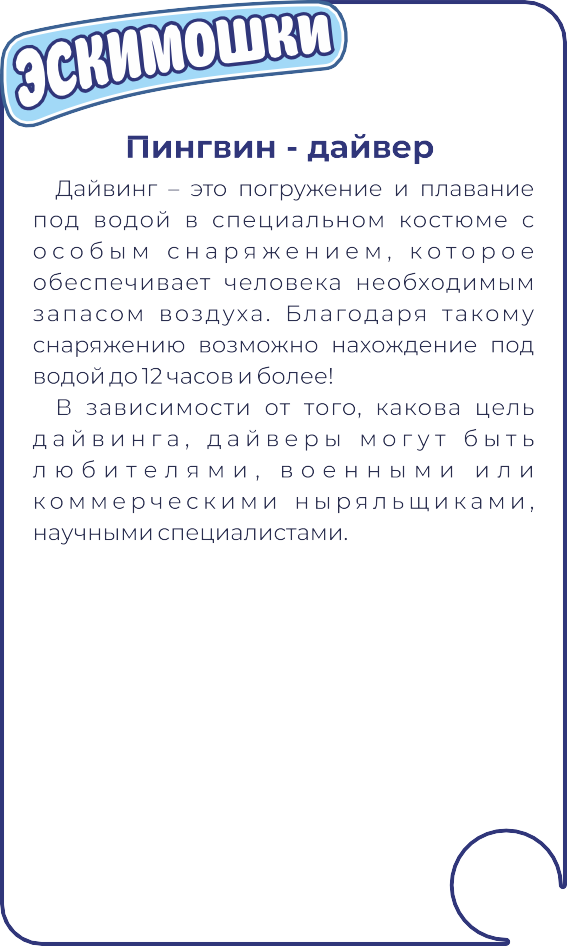 ЭСКИМОШКИ
Пингвин - дайвер
Дайвинг – это погружение и плавание
под водой в специальном костюме с
особым снаряжением, которое
обеспечивает человека необходимым
запасом воздуха. Благодаря такому
снаряжению возможно нахождение под
водой до 12 часов и более!
В зависимости от того, какова цель
дайвинга, дайверы могут быть
любителями, военными или
коммерческими ныряльщиками,
научными специалистами.